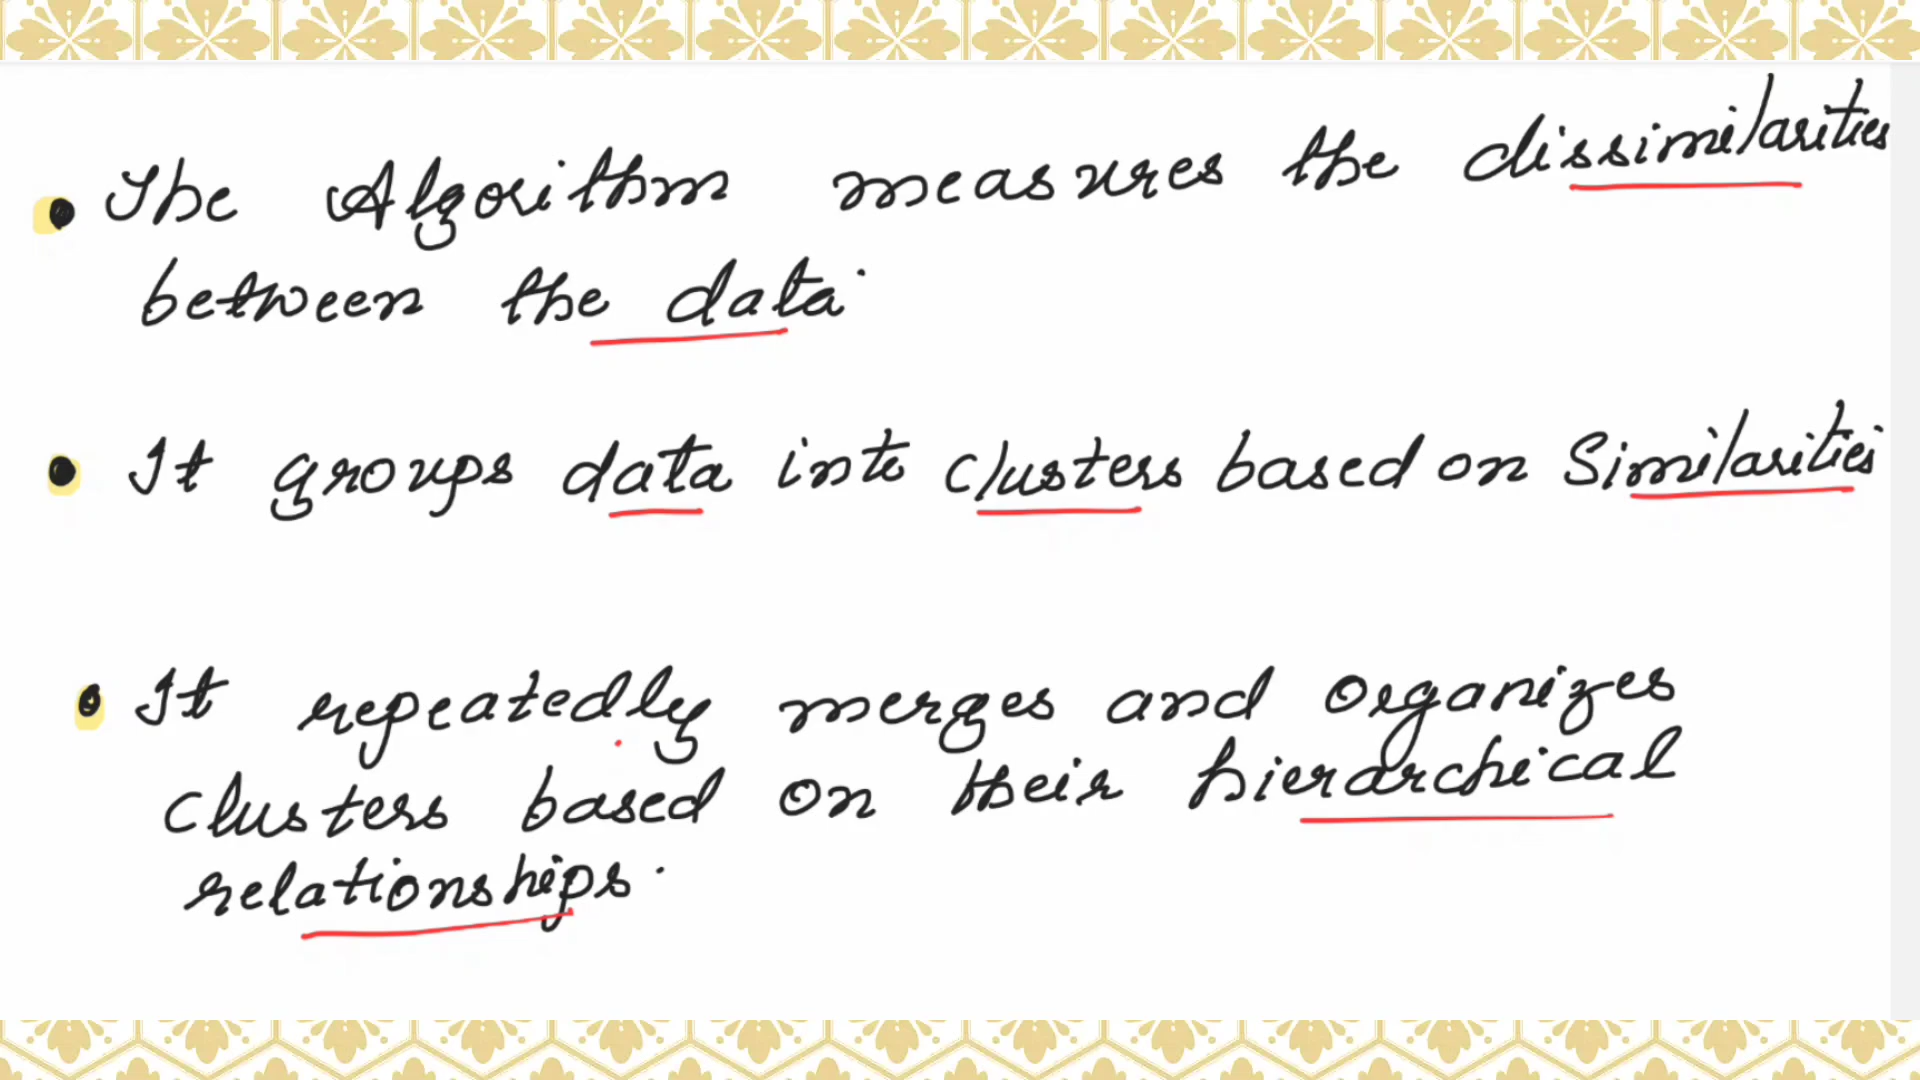 The Algorithm measures the dissimilarities
between the data.
It groups data into clusters based on Similarities
It repeatedly merges and organizes
clusters based on their hierarchical
relationships.